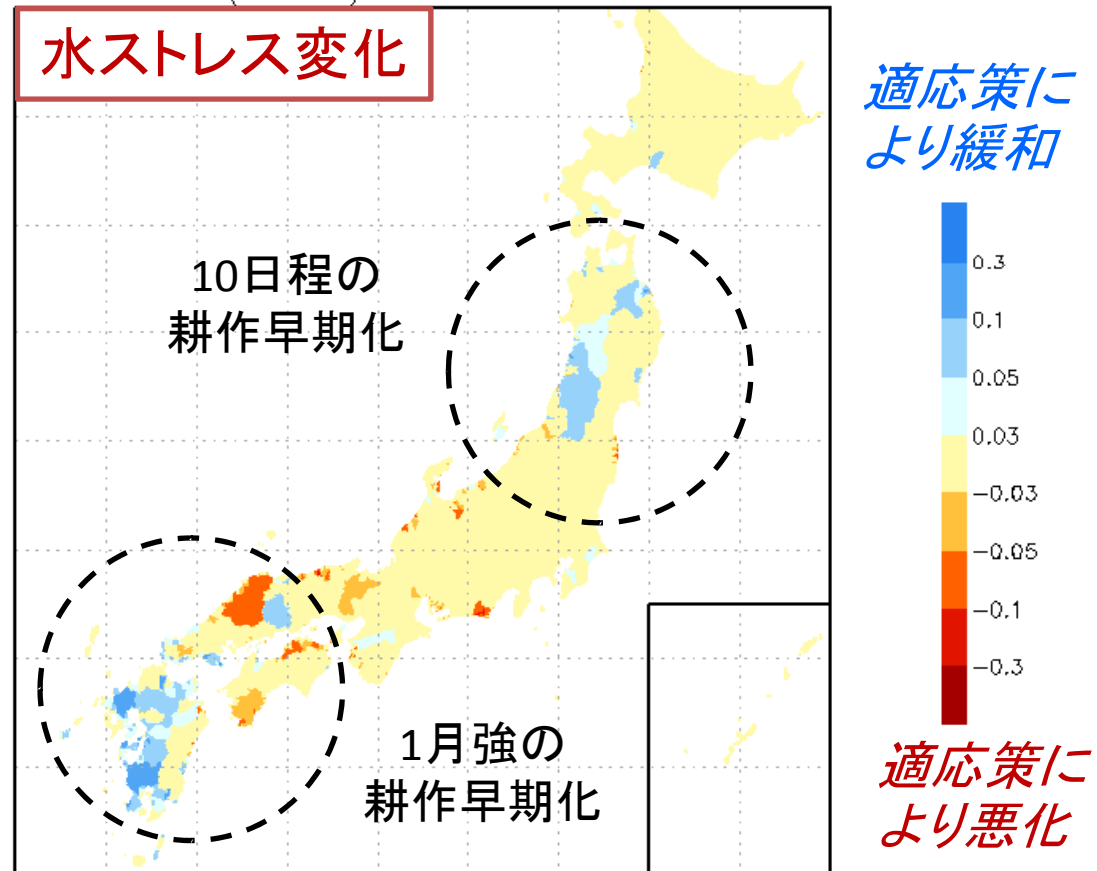 水ストレス変化
適応策に
より緩和
10日程の
耕作早期化
0.3
0.1
0.05
0.03
−0.03
−0.05
−0.1
−0.3
1月強の
耕作早期化
適応策に
より悪化